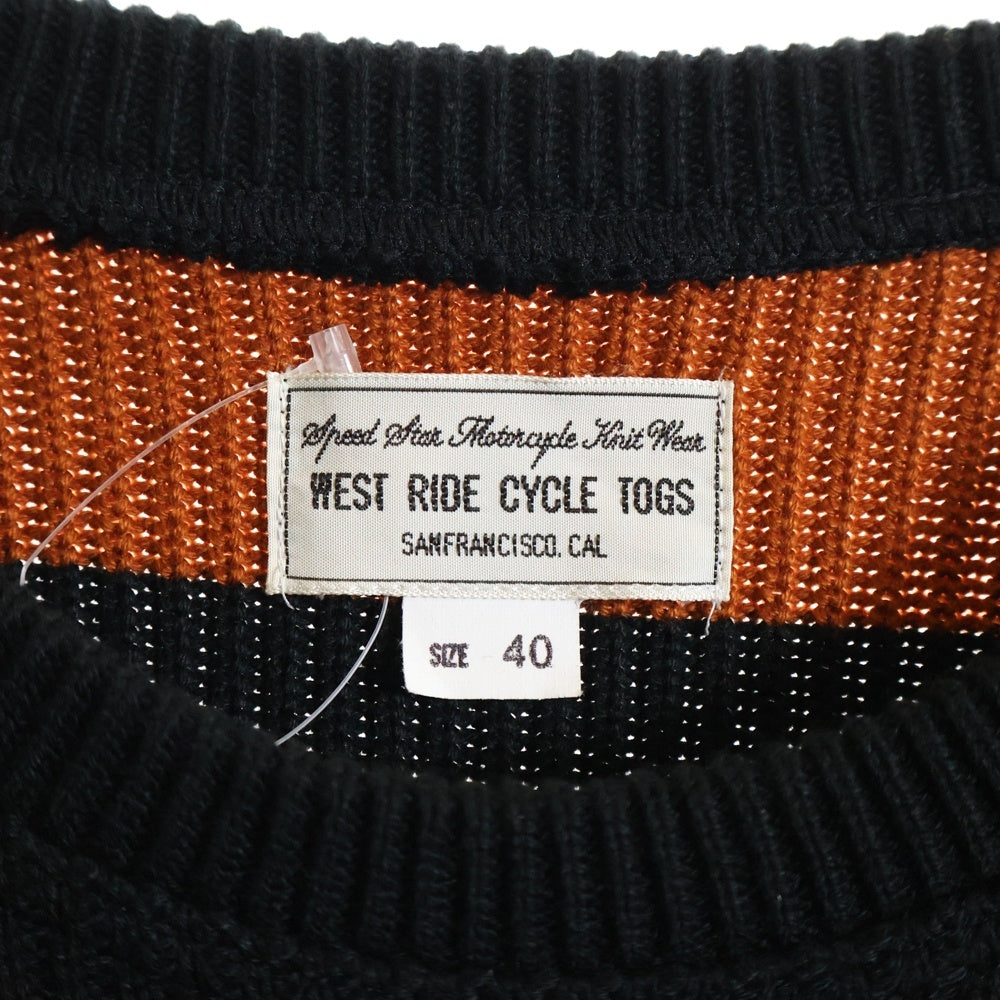 Speed Star Motorcycle Knit Wear
WEST RIDE CYCLE TOGS
SANFRANCISCO. CAL
SIZE 40